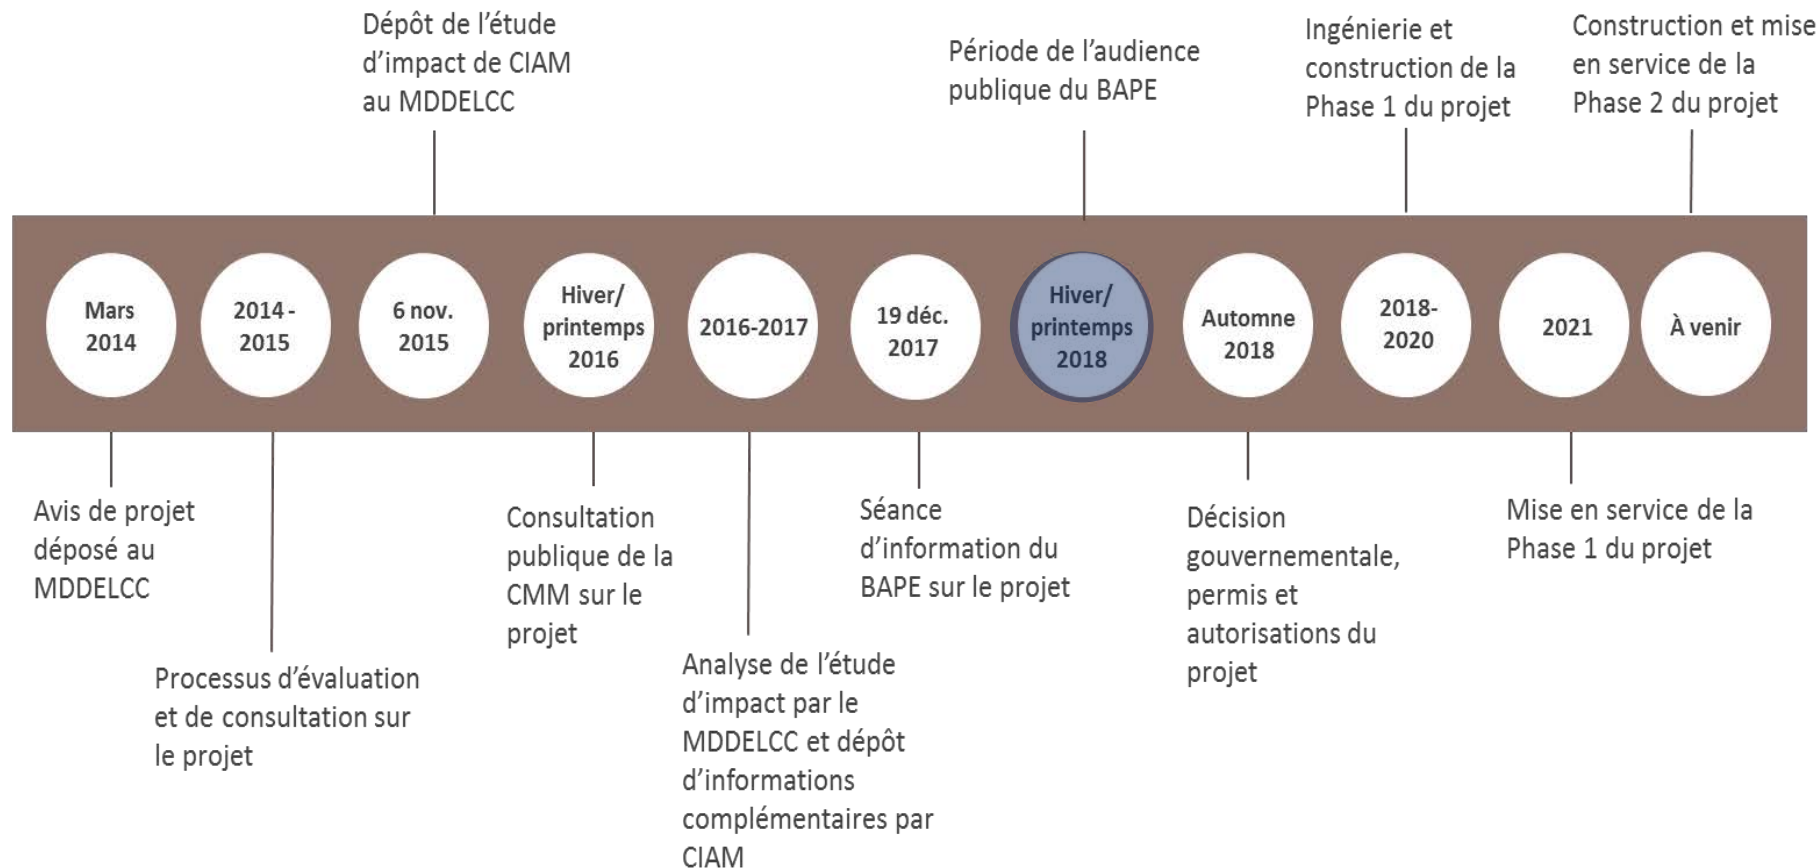 Dépôt de l'étude
d'impact de CIAM
au MDDELCC
Période de l'audience
publique du BAPE
Ingénierie et
construction de la
Phase 1 du projet
Construction et mise
en service de la
Phase 2 du projet
Mars
2014
2014 -
2015
6 nov.
2015
Hiver/
printemps
2016
2016-2017
19 déc.
2017
Hiver/
printemps
2018
Automne
2018
2018-
2020
2021
À venir
Avis de projet
déposé au
MDDELCC
Processus d'évaluation
et de consultation sur
le projet
Consultation
publique de la
CMM sur le
projet
Analyse de l'étude
d'impact par le
MDDELCC et dépôt
d'informations
complémentaires par
CIAM
Séance
d'information du
BAPE sur le projet
Décision
gouvernementale,
permis et
autorisations du
projet
Mise en service de la
Phase 1 du projet